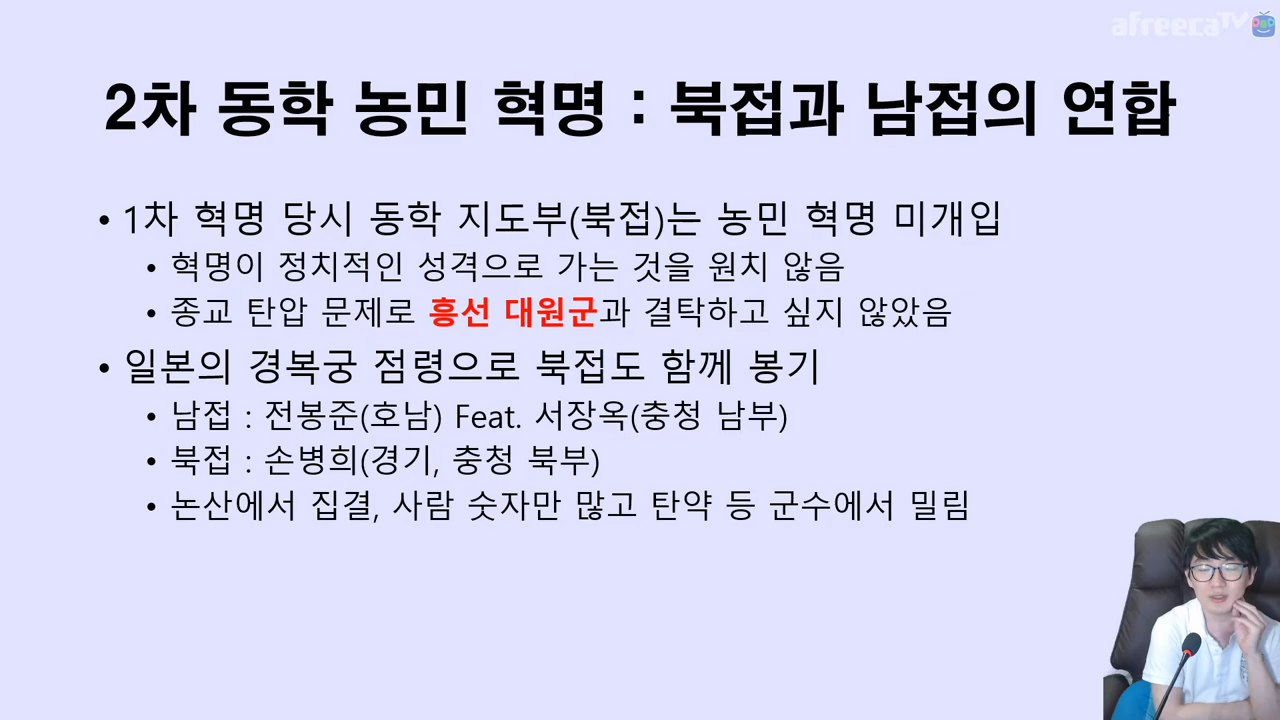 afreecaTV
2차 동학 농민 혁명 : 북접과 남접의 연합
• 1차 혁명 당시 동학 지도부(북접)는 농민 혁명 미개입
• 혁명이 정치적인 성격으로 가는 것을 원치 않음
• 종교 탄압 문제로 흥선 대원군과 결탁하고 싶지 않았음
• 일본의 경복궁 점령으로 북접도 함께 봉기
• 남접 : 전봉준(호남) Feat. 서장옥(충청 남부)
• 북접 : 손병희(경기, 충청 북부)
• 논산에서 집결, 사람 숫자만 많고 탄약 등 군수에서 밀림